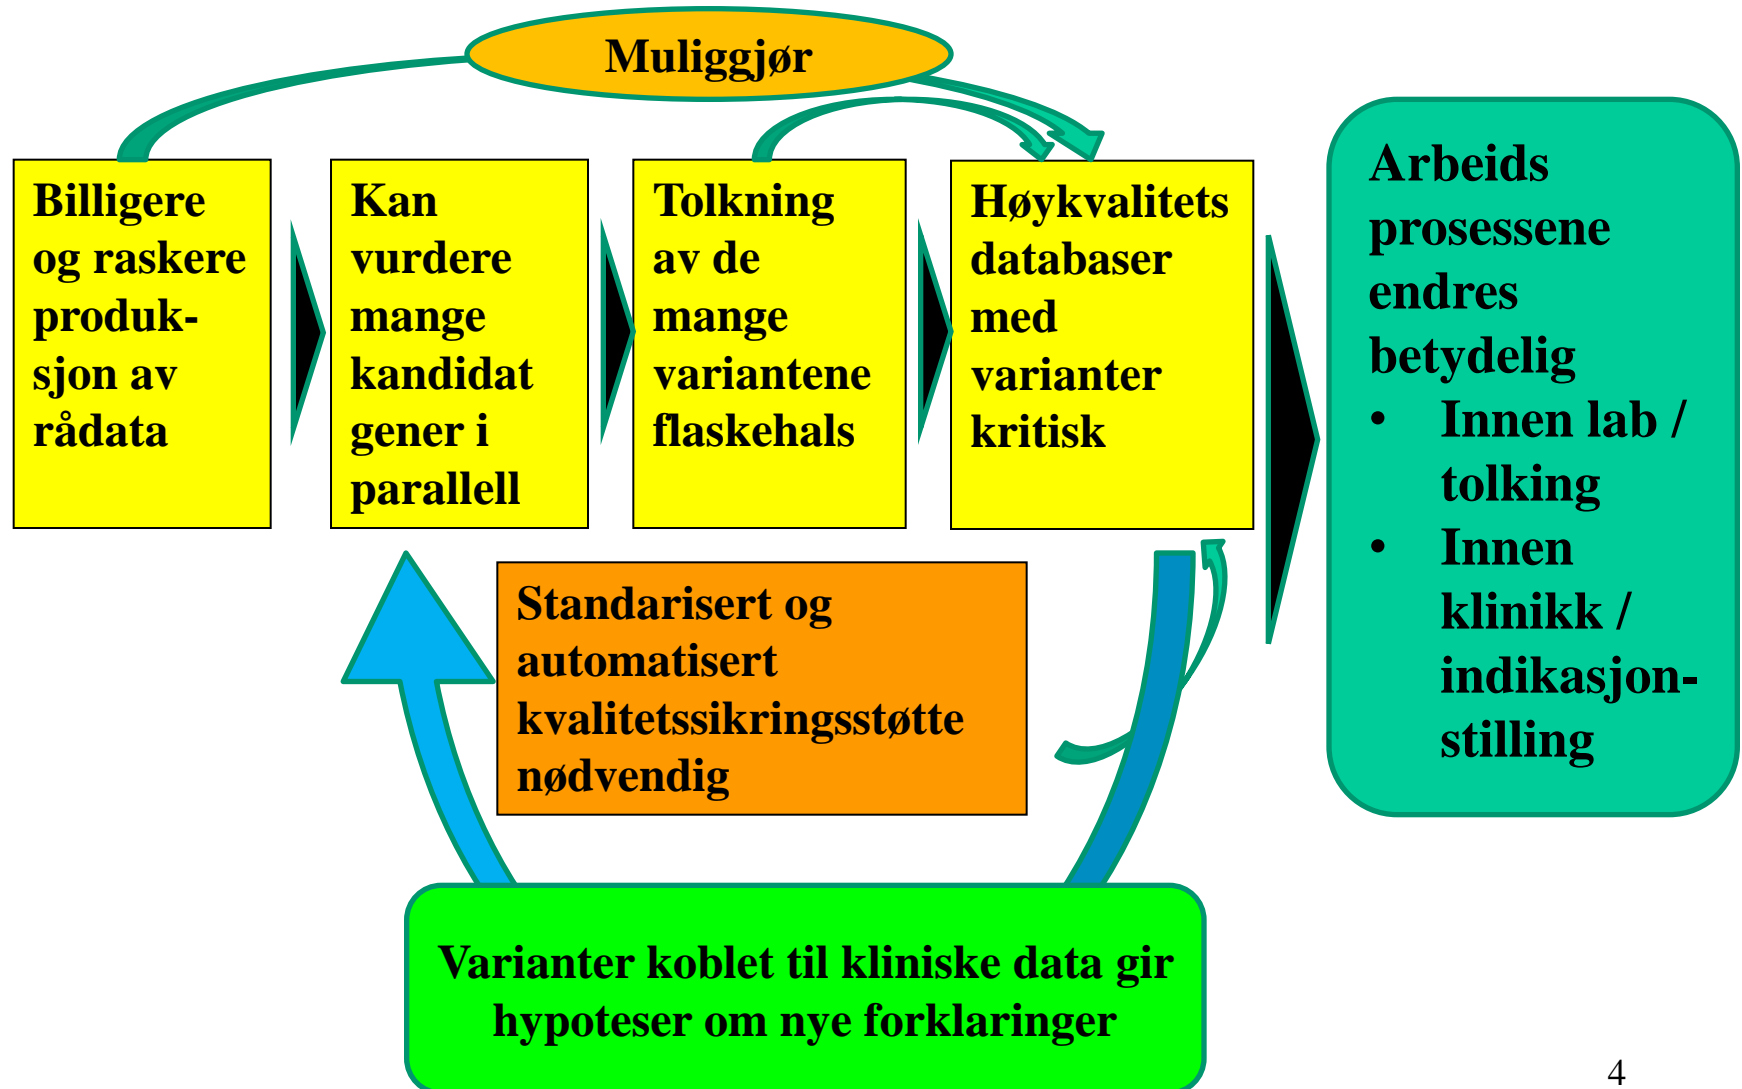 Muliggjør
Billigere
og raskere
produk-
sjon av
rådata
Kan
vurdere
mange
kandidat
gener i
parallell
Tolkning
av de
mange
variantene
flaskehals
Høykvalitets
databaser
med
varianter
kritisk
Arbeids
prosessene
endres
betydelig
• Innen lab /
tolking
• Innen
klinikk /
indikasjon-
stilling
Standarisert og
automatisert
kvalitetssikringsstøtte
nødvendig
Varianter koblet til kliniske data gir
hypoteser om nye forklaringer
4